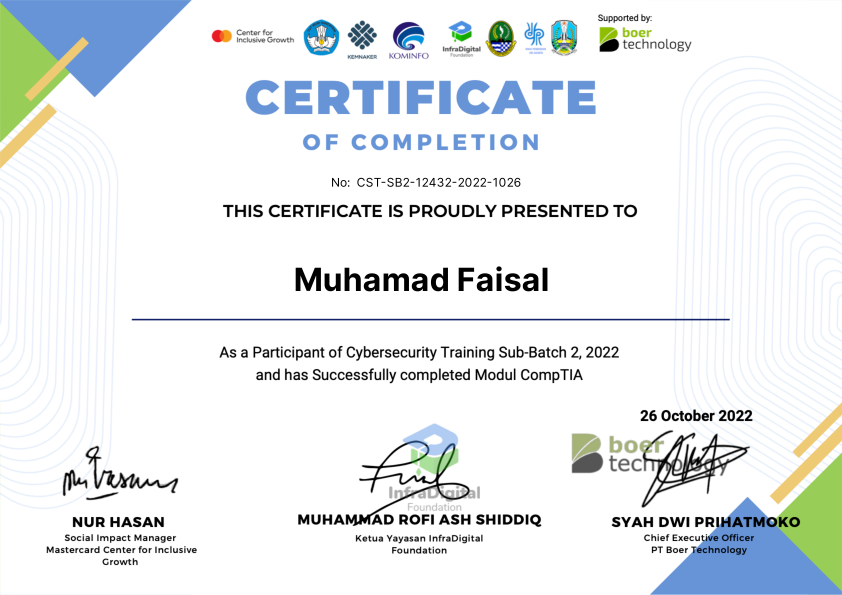 Center for
Inclusive Growth
KEMNAKER
KOMINFO
InfraDigital
Foundation
Supported by:
boer
technology
CERTIFICATE
OF COMPLETION
No: CST-SB2-12432-2022-1026
THIS CERTIFICATE IS PROUDLY PRESENTED TO
Muhamad Faisal
As a Participant of Cybersecurity Training Sub-Batch 2, 2022
and has Successfully completed Modul CompTIA
26 October 2022
boer
technology
InfraDigital
Foundation
NUR HASAN
Social Impact Manager
Mastercard Center for Inclusive
Growth
MUHAMMAD ROFI ASH SHIDDIQ
Ketua Yayasan InfraDigital
Foundation
SYAH DWI PRIHATMOKO
Chief Executive Officer
PT Boer Technology